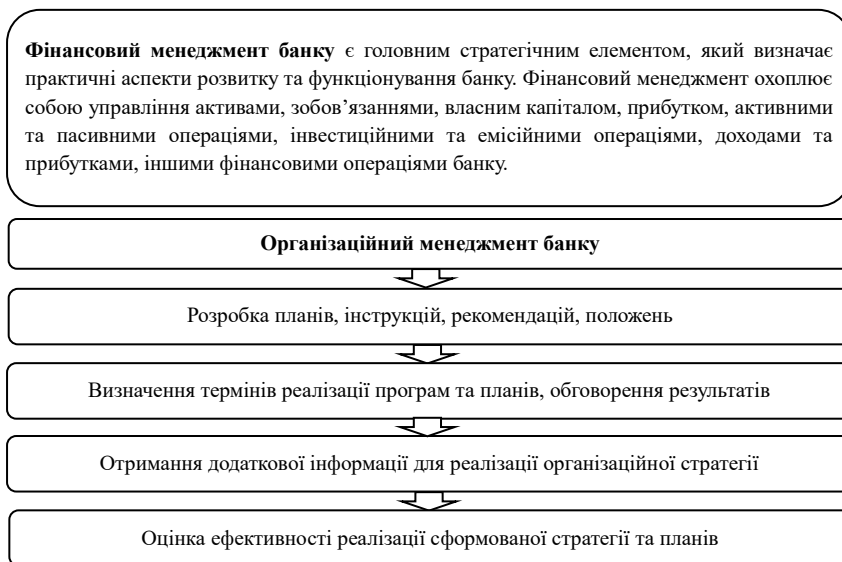 Фінансовий менеджмент банку є головним стратегічним елементом, який визначає
практичні аспекти розвитку та функціонування банку. Фінансовий менеджмент охоплює
собою управління активами, зобов’язаннями, власним капіталом, прибутком, активними
та пасивними операціями, інвестиційними та емісійними операціями, доходами та
прибутками, іншими фінансовими операціями банку.
Організаційний менеджмент банку
Розробка планів, інструкцій, рекомендацій, положень
Визначення термінів реалізації програм та планів, обговорення результатів
Отримання додаткової інформації для реалізації організаційної стратегії
Оцінка ефективності реалізації сформованої стратегії та планів